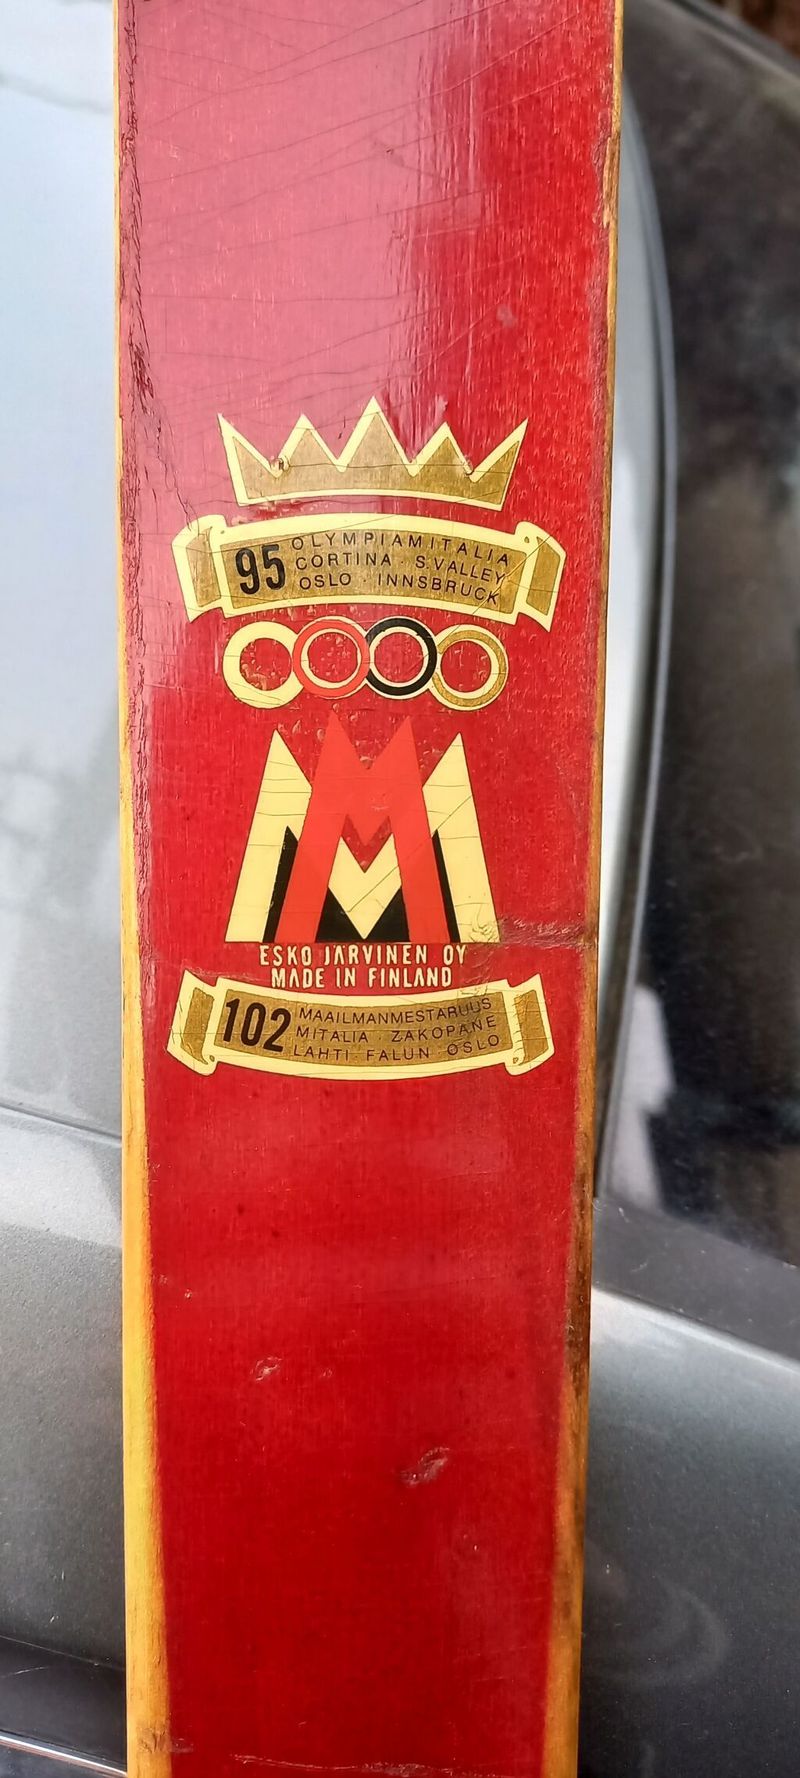 95 OLYMPIAMITALIA
CORTINA · S.VALLEY
OSLO · INNSBRUCK
M
ESKO JÄRVINEN OY
MADE IN FINLAND
102 MAAILMANMESTARUUS
MITALIA · ZAKOPANE
LAHTI · FALUN · OSLO